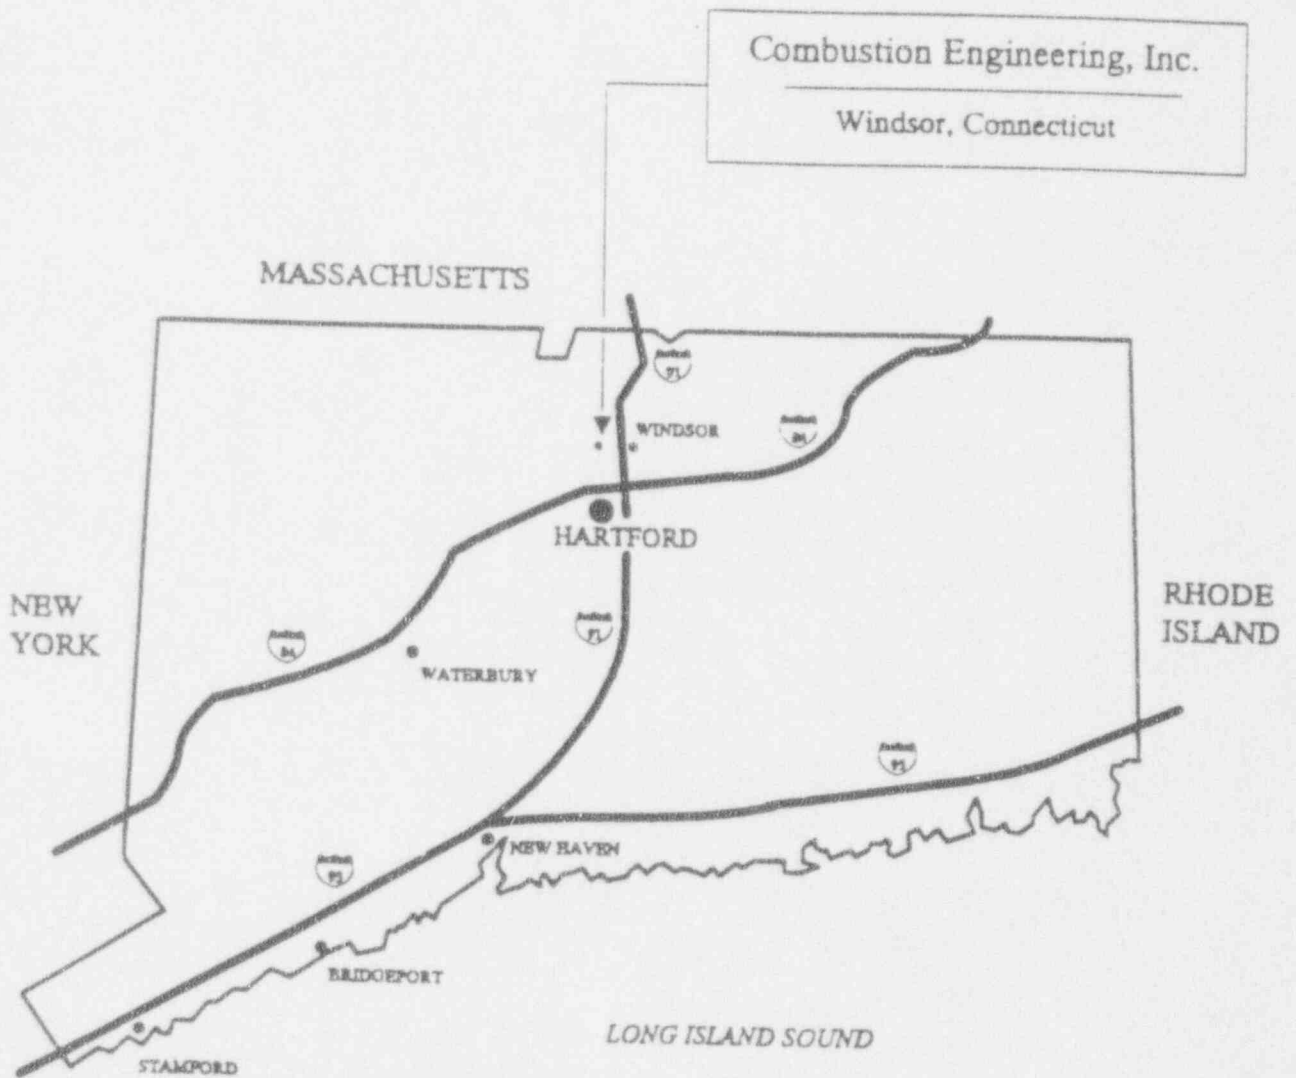 Combustion Engineering, Inc.
Windsor, Connecticut
MASSACHUSETTS
WINDSOR
HARTFORD
NEW
YORK
RHODE
ISLAND
WATERBURY
NEW HAVEN
BRIDGEPORT
LONG ISLAND SOUND
STAMFORD